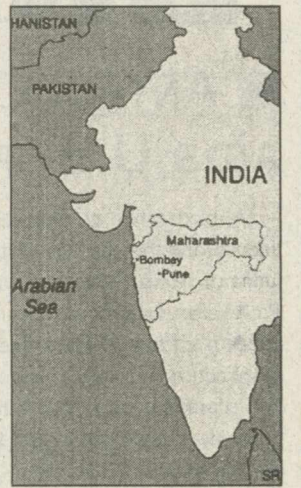 HANISTAN
PAKISTAN
INDIA
Maharashtra
Bombay
Pune
Arabian
Sea
SR